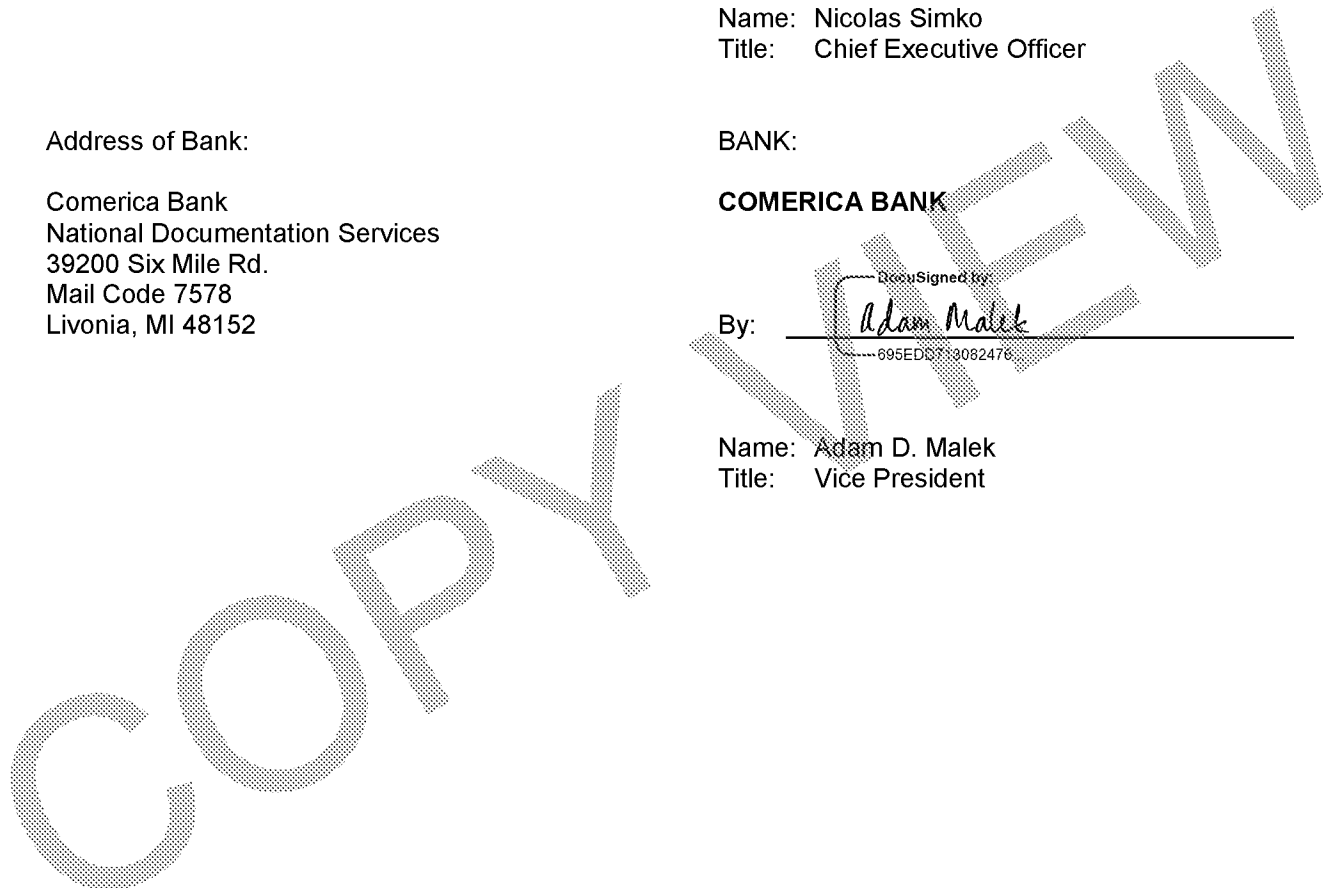 Name: Nicolas Simko
Title: Chief Executive Officer
Address of Bank:
Comerica Bank
National Documentation Services
39200 Six Mile Rd.
Mail Code 7578
Livonia, MI 48152
BANK:
COMERICA BANK
DocuSigned by:
By: Adam Malek
695EDD713082476
Name: Adam D. Malek
Title: Vice President
COPY VIEW